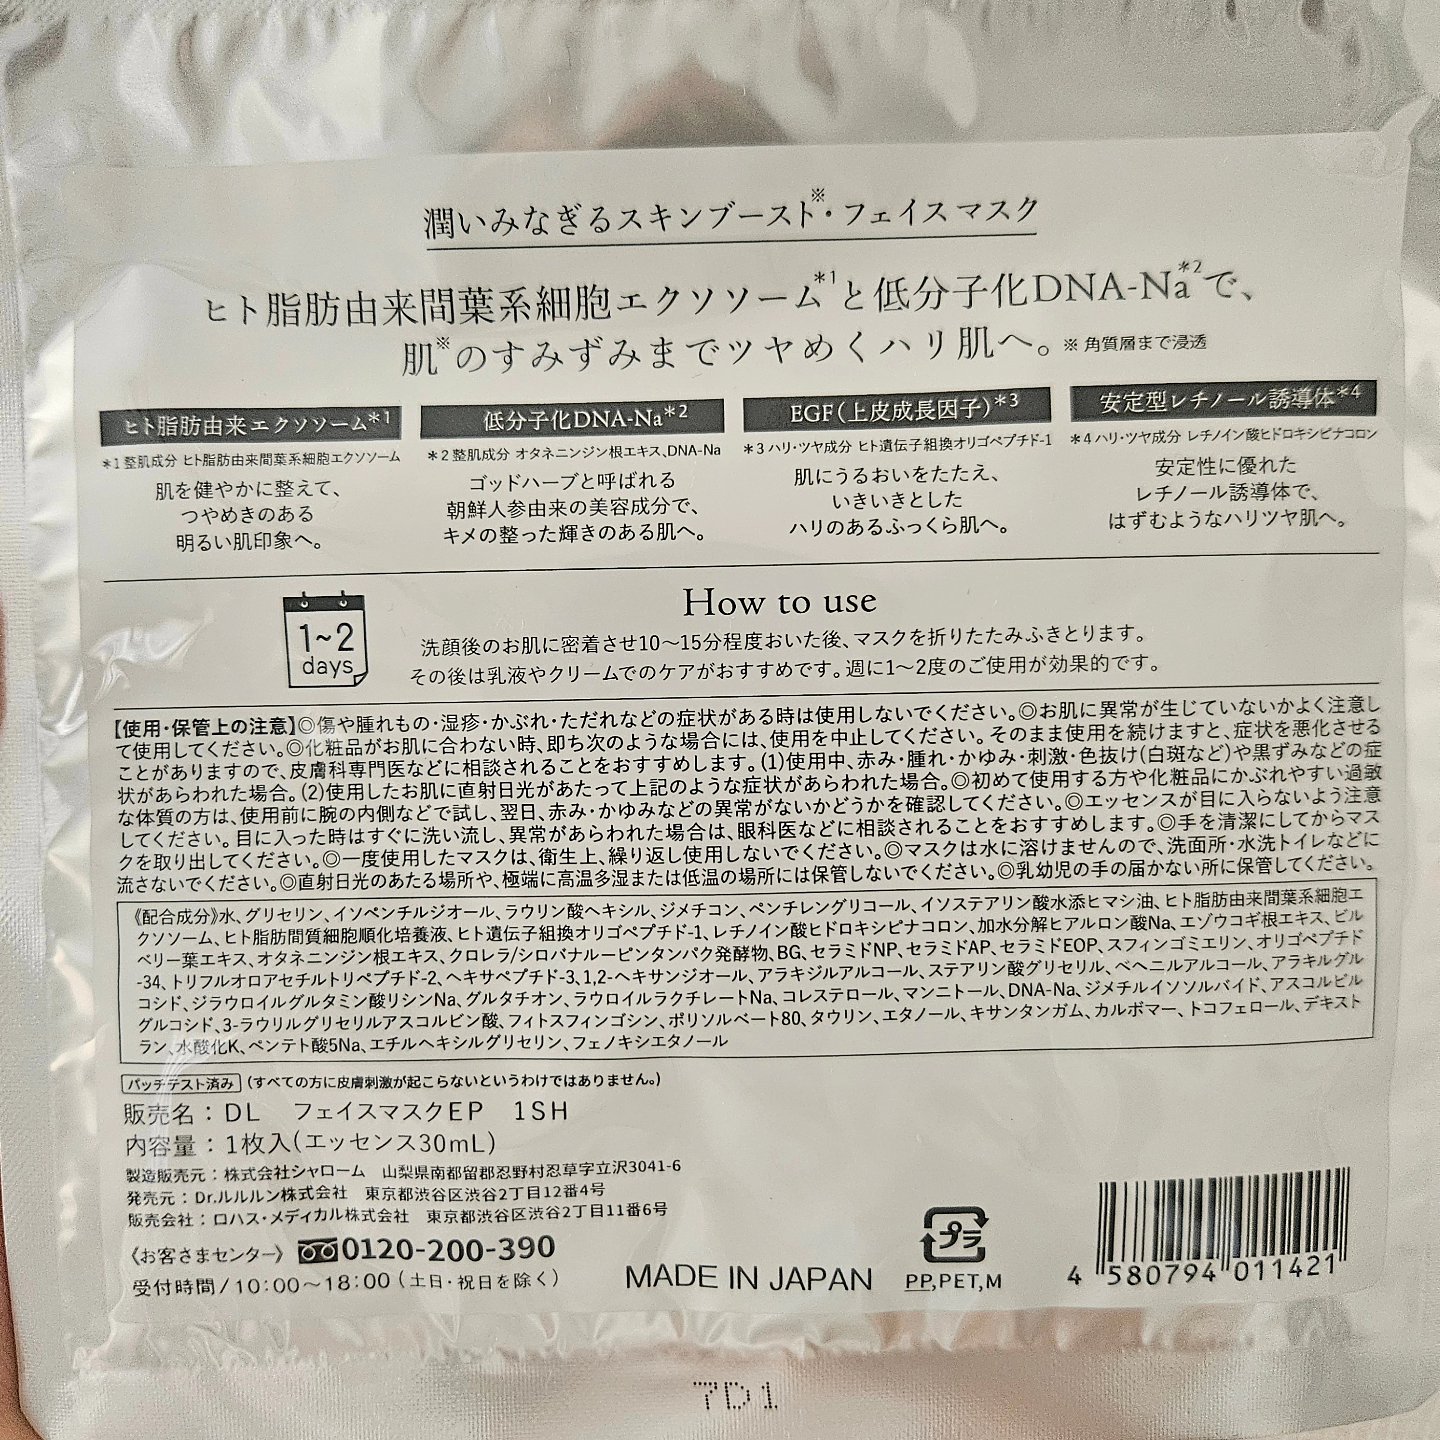 潤いみなぎるスキンブースト※・フェイスマスク
ヒト脂肪由来間葉系細胞エクソソーム*1と低分子化DNA-Na*2で、
肌※のすみずみまでツヤめくハリ肌へ。※角質層まで浸透
ヒト脂肪由来エクソソーム*1
*1整肌成分 ヒト脂肪由来間葉系細胞エクソソーム
肌を健やかに整えて、
つやめきのある
明るい肌印象へ。
低分子化DNA-Na*2
*2整肌成分 オタネニンジン根エキス、DNA-Na
ゴッドハーブと呼ばれる
朝鮮人参由来の美容成分で、
キメの整った輝きのある肌へ。
EGF(上皮成長因子)*3
*3ハリ・ツヤ成分 ヒト遺伝子組換オリゴペプチド-1
肌にうるおいをたたえ、
いきいきとした
ハリのあるふっくら肌へ。
安定型レチノール誘導体*4
*4ハリ・ツヤ成分 レチノイン酸ヒドロキシピナコロン
安定性に優れた
レチノール誘導体で、
はずむようなハリツヤ肌へ。
How to use
1~2
days
洗顔後のお肌に密着させ10〜15分程度おいた後、マスクを折りたたみふきとります。
その後は乳液やクリームでのケアがおすすめです。週に1〜2度のご使用が効果的です。
【使用・保管上の注意】◎傷や腫れもの・湿疹・かぶれ・ただれなどの症状がある時は使用しないでください。◎お肌に異常が生じていないかよく注意し
て使用してください。◎化粧品がお肌に合わない時、即ち次のような場合には、使用を中止してください。そのまま使用を続けますと、症状を悪化させる
ことがありますので、皮膚科専門医などに相談されることをおすすめします。(1)使用中、赤み・腫れ・かゆみ・刺激・色抜け(白斑など)や黒ずみなどの症
状があらわれた場合。(2)使用したお肌に直射日光があたって上記のような症状があらわれた場合。◎初めて使用する方や化粧品にかぶれやすい過敏
な体質の方は、使用前に腕の内側などで試し、翌日、赤み・かゆみなどの異常がないかどうかを確認してください。◎エッセンスが目に入らないよう注意
してください。目に入った時はすぐに洗い流し、異常があらわれた場合は、眼科医などに相談されることをおすすめします。◎手を清潔にしてからマス
クを取り出してください。◎一度使用したマスクは、衛生上、繰り返し使用しないでください。◎マスクは水に溶けませんので、洗面所・水洗トイレなどに
流さないでください。◎直射日光のあたる場所や、極端に高温多湿または低温の場所には保管しないでください。◎乳幼児の手の届かない所に保管してください。
《配合成分》水、グリセリン、イソペンチルジオール、ラウリン酸ヘキシル、ジメチコン、ペンチレングリコール、イソステアリン酸水添ヒマシ油、ヒト脂肪由来間葉系細胞エ
クソソーム、ヒト脂肪間質細胞順化培養液、ヒト遺伝子組換オリゴペプチド-1、レチノイン酸ヒドロキシピナコロン、加水分解ヒアルロン酸Na、エゾウコギ根エキス、ビル
ベリー葉エキス、オタネニンジン根エキス、クロレラ/シロバナルーピンタンパク発酵物、BG、セラミドNP、セラミドAP、セラミドEOP、スフィンゴミエリン、オリゴペプチド
-34、トリフルオロアセチルトリペプチド-2、ヘキサペプチド-3、1,2-ヘキサンジオール、アラキジルアルコール、ステアリン酸グリセリル、ベヘニルアルコール、アラキルグル
コシド、ジラウロイルグルタミン酸リシンNa、グルタチオン、ラウロイルラクチレートNa、コレステロール、マンニトール、DNA-Na、ジメチルイソソルバイド、アスコルビル
グルコシド、3-ラウリルグリセリルアスコルビン酸、フィトスフィンゴシン、ポリソルベート80、タウリン、エタノール、キサンタンガム、カルボマー、トコフェロール、デキスト
ラン、水酸化K、ペンテト酸5Na、エチルヘキシルグリセリン、フェノキシエタノール
パッチテスト済み (すべての方に皮膚刺激が起こらないというわけではありません。)
販売名：DL フェイスマスクEP 1SH
内容量：1枚入(エッセンス30mL)
製造販売元：株式会社シャローム 山梨県南都留郡忍野村忍草字立沢3041-6
発売元：Dr.ルルルン株式会社 東京都渋谷区渋谷2丁目12番4号
販売会社：ロハス・メディカル株式会社 東京都渋谷区渋谷2丁目11番6号
《お客さまセンター》0120-200-390
受付時間/10:00〜18:00(土日・祝日を除く)
MADE IN JAPAN
プラ
PP,PET,M
4 580794 011421
7D1